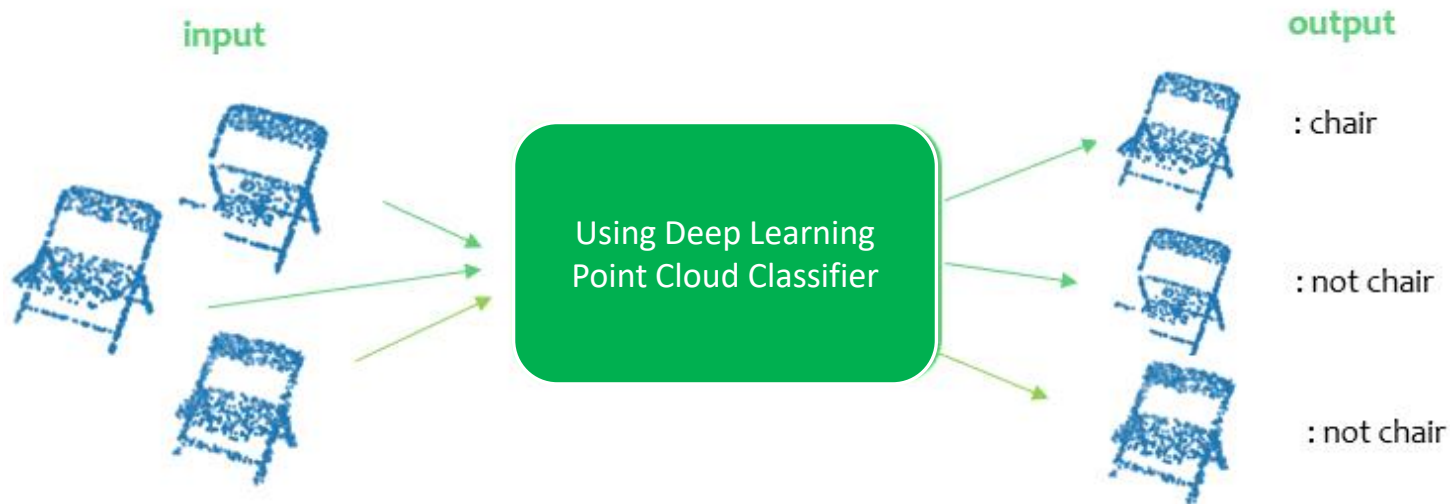 input
output
Using Deep Learning
Point Cloud Classifier
: chair
: not chair
: not chair